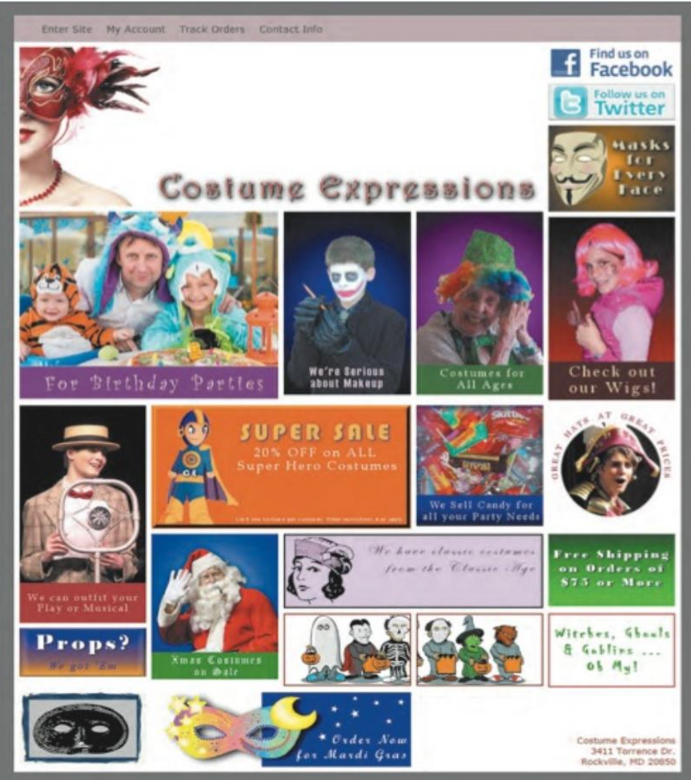 Enter Site My Account Track Orders Contact Info
Find us on
Facebook
Follow us on
Twitter
Masks
for
Every
Face
Costume Expressions
For Birthday Parties
We're Serious
about Makeup
Costumes for
All Ages
Check out
our Wigs!
SUPER SALE
20% OFF on ALL
Super Hero Costumes
We Sell Candy for
all your Party Needs
GREAT HATS AT GREAT PRICES
We can outfit your
Play or Musical
Props?
We got 'Em
Xmas Costumes
on Sale
We have classic costumes
from the Classic Age
Free Shipping
on Orders of
$75 or More
Witches, Ghouls
& Goblins ...
Oh My!
Order Now
for Mardi Gras
Costume Expressions
3411 Torrence Dr.
Rockville, MD 20850